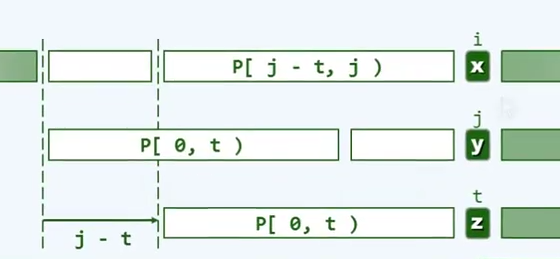 i
P[ j - t, j )
x
j
P[ 0, t )
y
t
P[ 0, t )
z
j - t